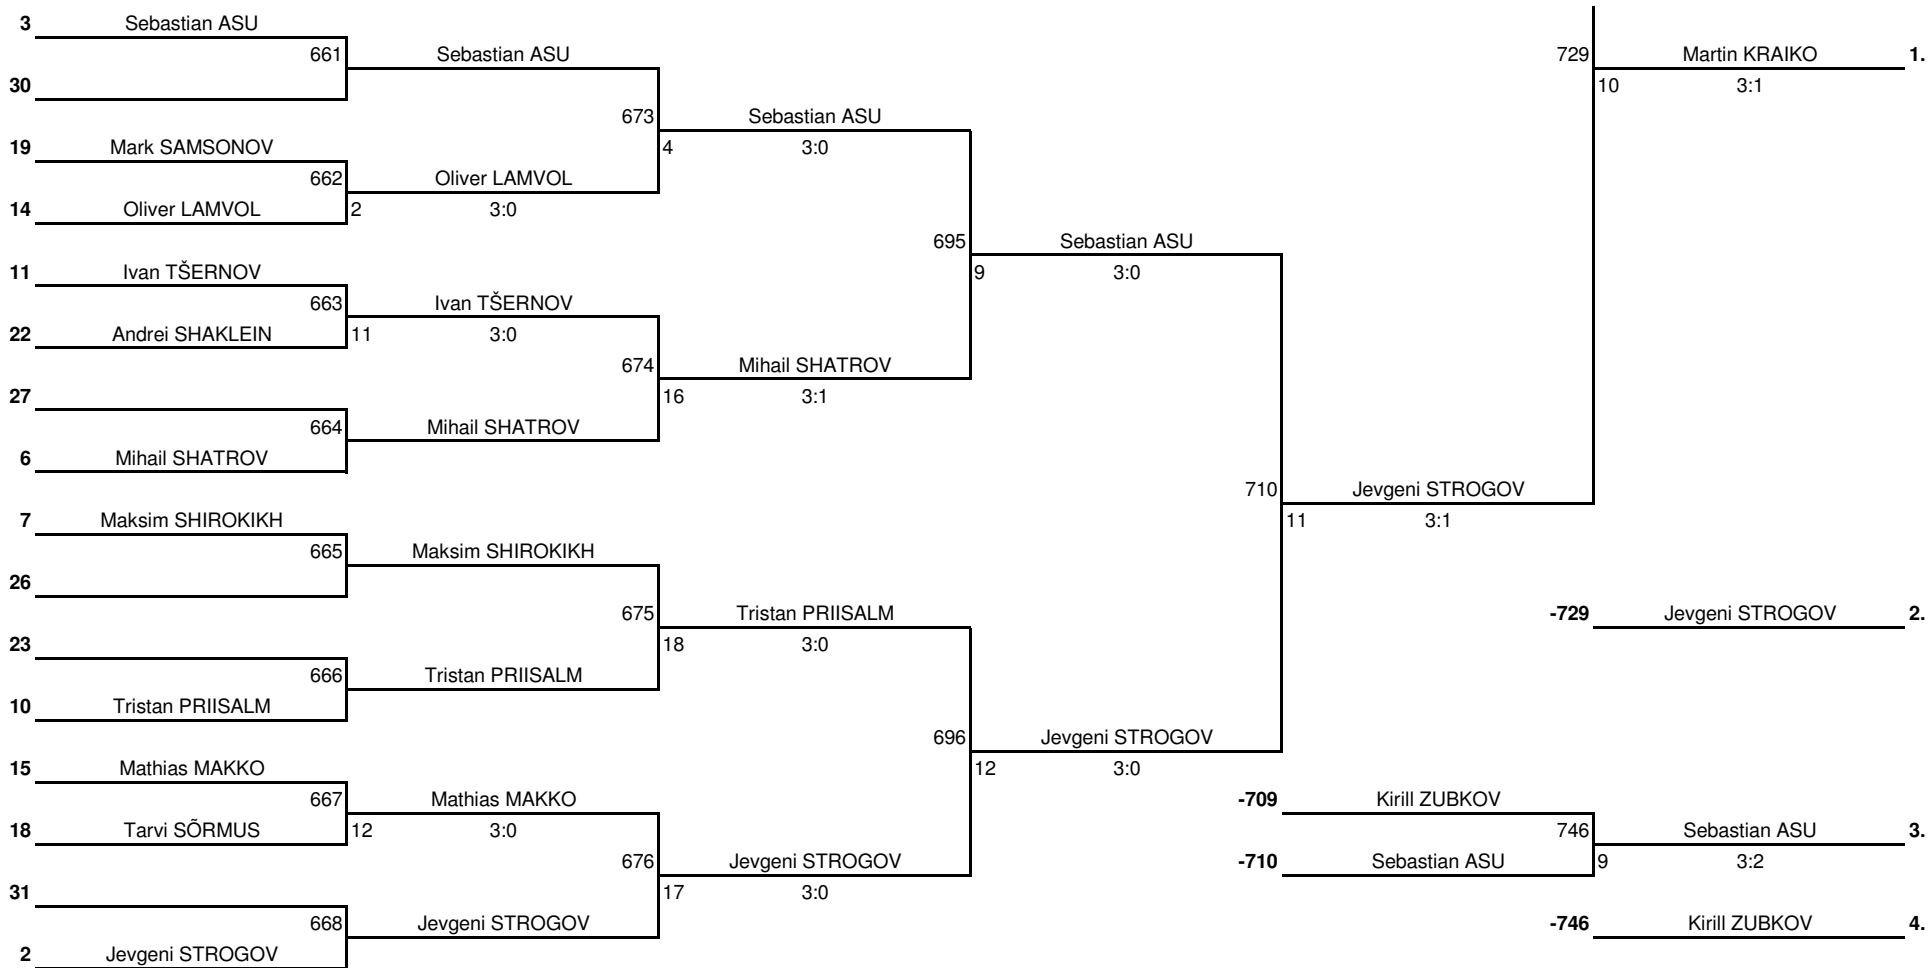 3 Sebastian ASU
661 Sebastian ASU 729 Martin KRAIKO 1.
30 10 3:1
673 Sebastian ASU
19 Mark SAMSONOV 4 3:0
662 Oliver LAMVOL
14 Oliver LAMVOL 2 3:0
695 Sebastian ASU
11 Ivan TŠERNOV 9 3:0
663 Ivan TŠERNOV
22 Andrei SHAKLEIN 11 3:0
674 Mihail SHATROV
27 16 3:1
664 Mihail SHATROV
6 Mihail SHATROV
710 Jevgeni STROGOV
7 Maksim SHIROKIKH 11 3:1
665 Maksim SHIROKIKH
26
675 Tristan PRIISALM -729 Jevgeni STROGOV 2.
23 18 3:0
666 Tristan PRIISALM
10 Tristan PRIISALM
696 Jevgeni STROGOV
15 Mathias MAKKO 12 3:0
667 Mathias MAKKO -709 Kirill ZUBKOV
18 Tarvi SÕRMUS 12 3:0 746 Sebastian ASU 3.
676 Jevgeni STROGOV -710 Sebastian ASU 9 3:2
31 17 3:0
668 Jevgeni STROGOV -746 Kirill ZUBKOV 4.
2 Jevgeni STROGOV